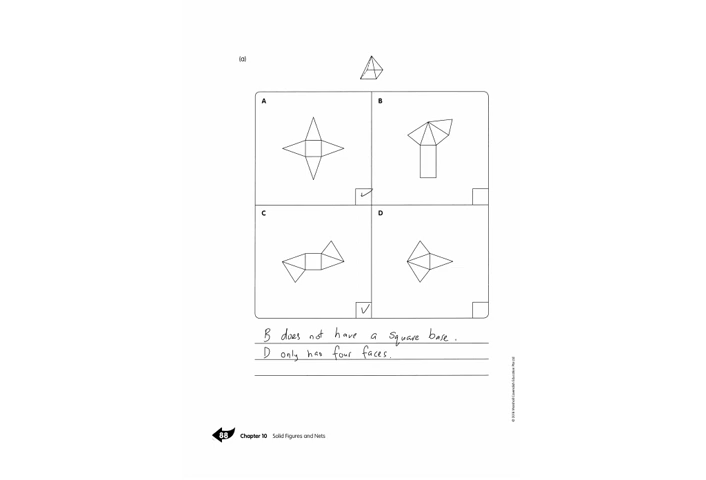 (a)
A
B
C
D
B does not have a square base.
D only has four faces.
88 Chapter 10 Solid Figures and Nets